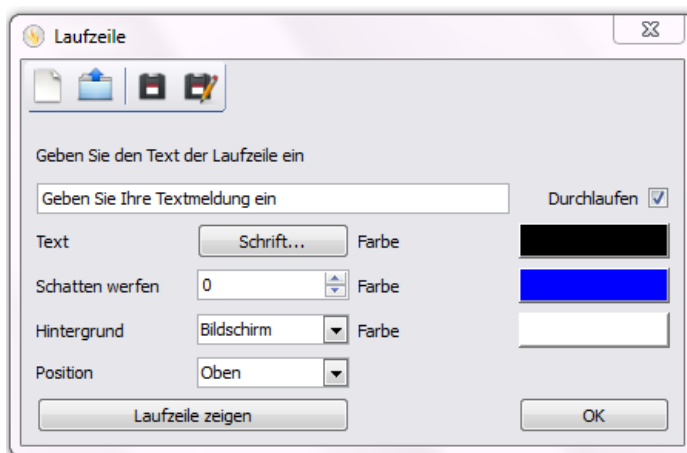 Laufzeile
Geben Sie den Text der Laufzeile ein
Geben Sie Ihre Textmeldung ein Durchlaufen
Text Schrift... Farbe
Schatten werfen 0 Farbe
Hintergrund Bildschirm Farbe
Position Oben
Laufzeile zeigen OK